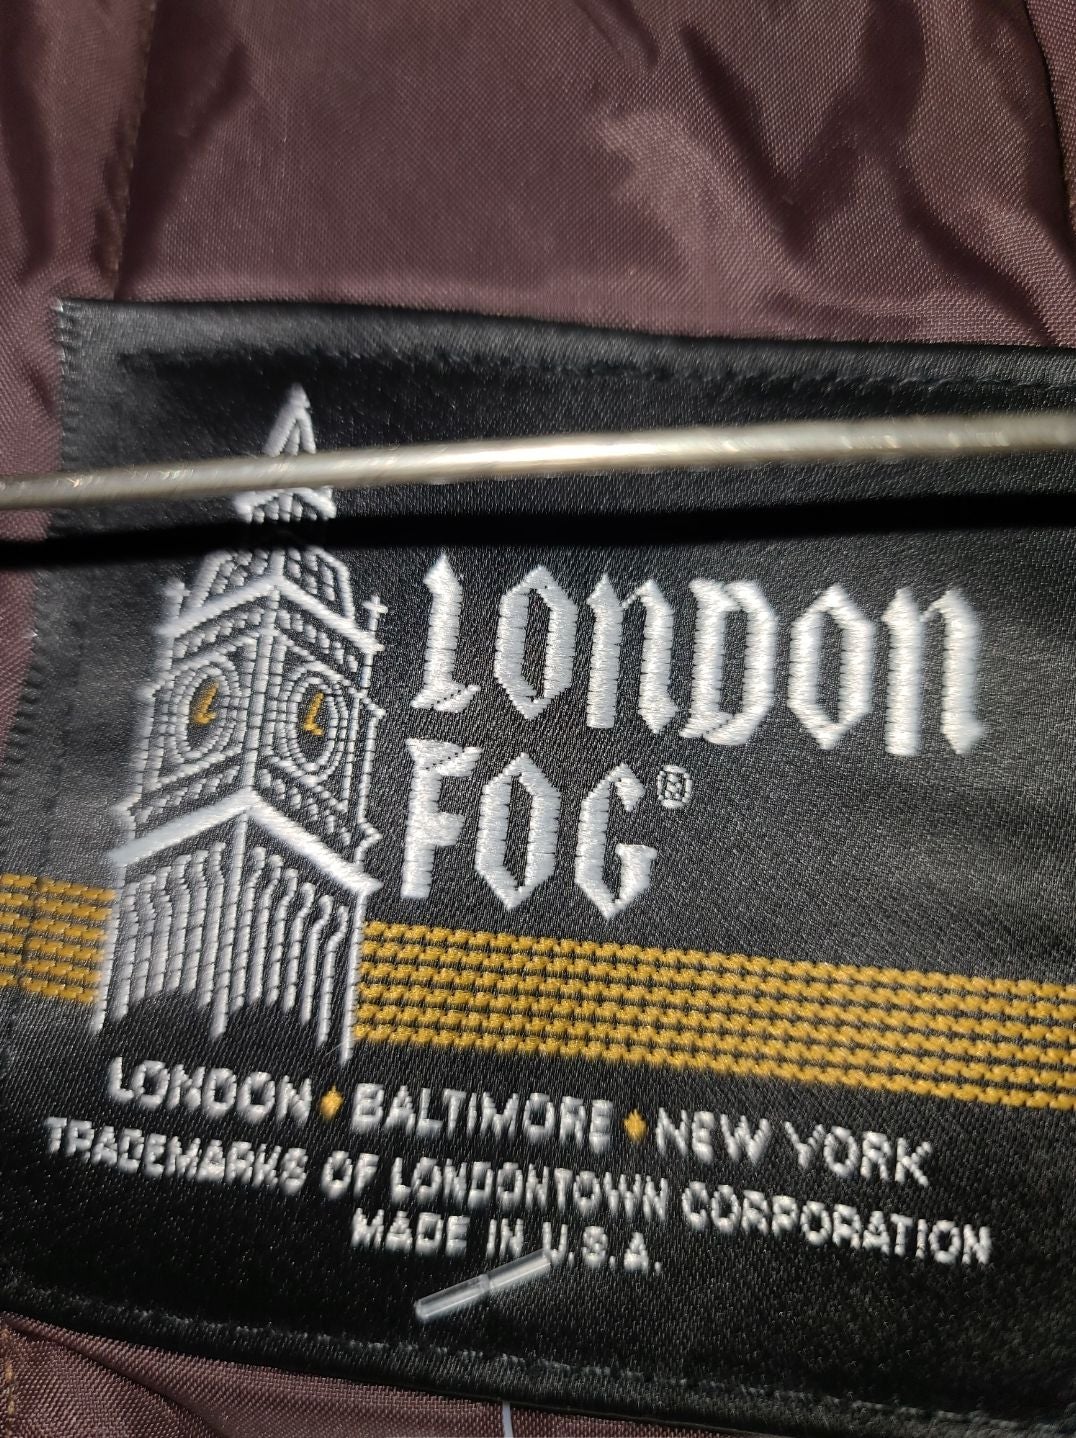 LONDON
FOG®
LONDON • BALTIMORE • NEW YORK
TRADEMARKS OF LONDONTOWN CORPORATION
MADE IN U.S.A.